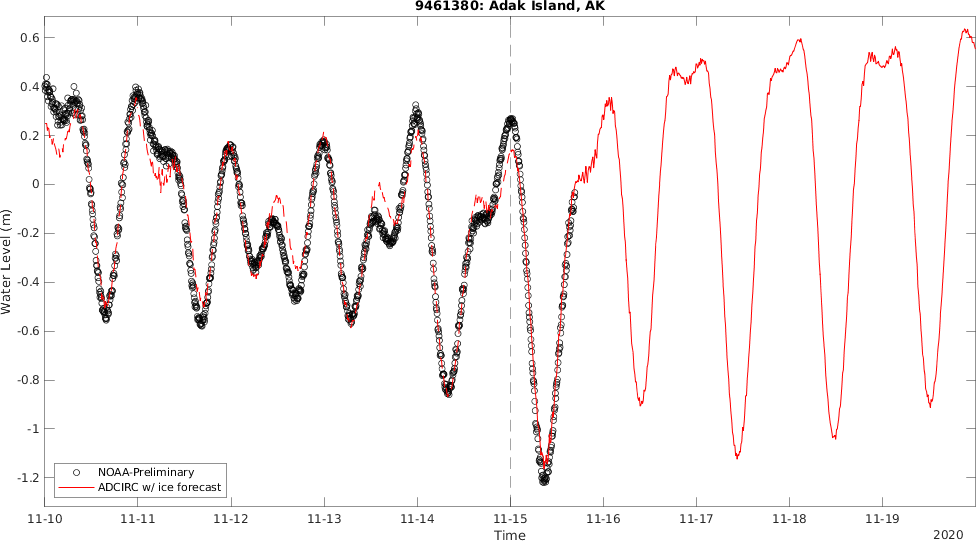 9461380: Adak Island, AK
0.6
0.4
0.2
0
-0.2
-0.4
-0.6
-0.8
-1
-1.2
Water Level (m)
NOAA-Preliminary
ADCIRC w/ ice forecast
11-10 11-11 11-12 11-13 11-14 11-15 11-16 11-17 11-18 11-19
Time
2020